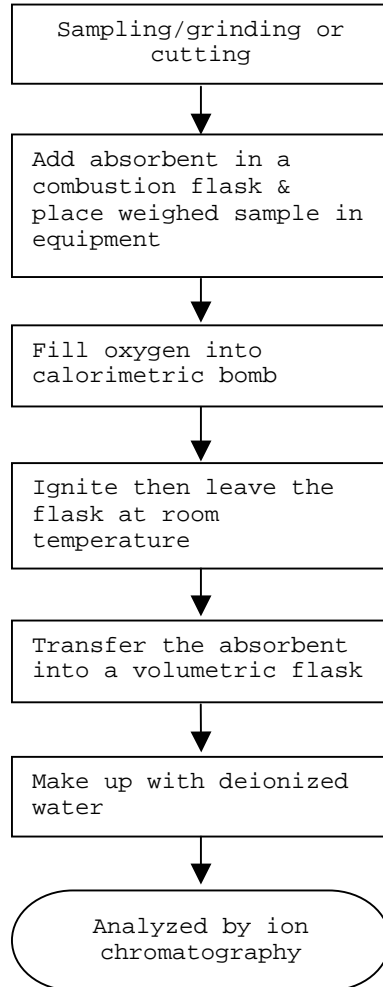 Sampling/grinding or
cutting
Add absorbent in a
combustion flask &
place weighed sample in
equipment
Fill oxygen into
calorimetric bomb
Ignite then leave the
flask at room
temperature
Transfer the absorbent
into a volumetric flask
Make up with deionized
water
Analyzed by ion
chromatography